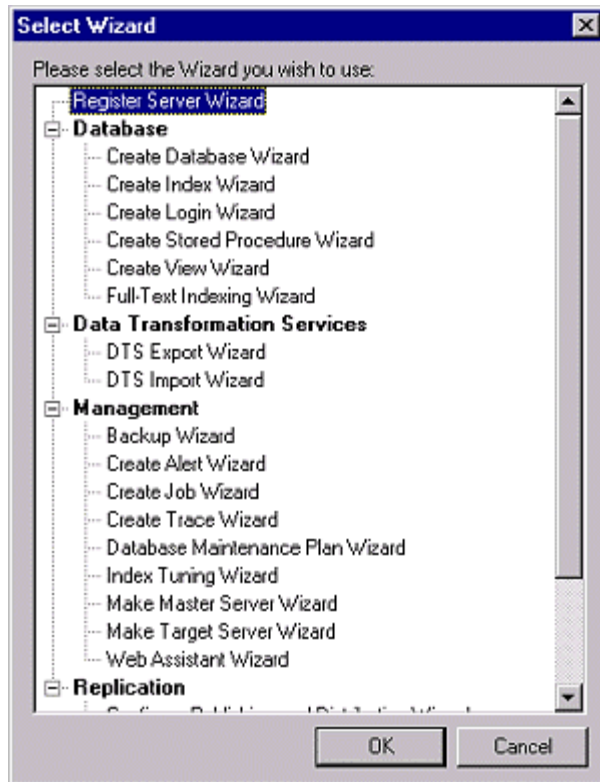 Select Wizard
Please select the Wizard you wish to use:
Register Server Wizard
Database
Create Database Wizard
Create Index Wizard
Create Login Wizard
Create Stored Procedure Wizard
Create View Wizard
Full-Text Indexing Wizard
Data Transformation Services
DTS Export Wizard
DTS Import Wizard
Management
Backup Wizard
Create Alert Wizard
Create Job Wizard
Create Trace Wizard
Database Maintenance Plan Wizard
Index Tuning Wizard
Make Master Server Wizard
Make Target Server Wizard
Web Assistant Wizard
Replication
OK
Cancel